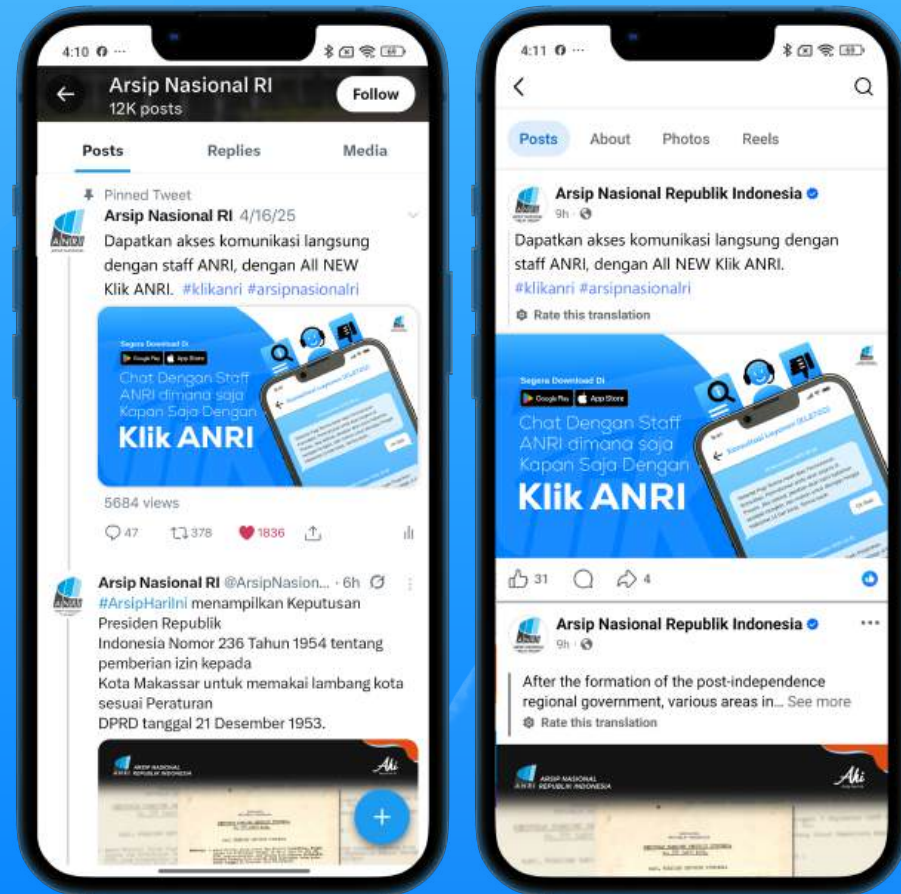 4:10
Arsip Nasional RI
12K posts
Follow
Posts
Replies
Media
Pinned Tweet
Arsip Nasional RI 4/16/25
Dapatkan akses komunikasi langsung
dengan staff ANRI, dengan All NEW
Klik ANRI. #klikanri #arsipnasionalri
Segera Download Di
Google Play App Store
Chat Dengan Staff
ANRI dimana saja
Kapan Saja Dengan
Klik ANRI
5684 views
47 378 1836
Arsip Nasional RI @ArsipNasion... · 6h
#ArsipHariIni menampilkan Keputusan
Presiden Republik
Indonesia Nomor 236 Tahun 1954 tentang
pemberian izin kepada
Kota Makassar untuk memakai lambang kota
sesuai Peraturan
DPRD tanggal 21 Desember 1953.
ANRI
ARSIP NASIONAL
REPUBLIK INDONESIA
Ahi
4:11
Posts
About
Photos
Reels
Arsip Nasional Republik Indonesia
9h
Dapatkan akses komunikasi langsung dengan
staff ANRI, dengan All NEW Klik ANRI.
#klikanri #arsipnasionalri
Rate this translation
Segera Download Di
Google Play App Store
Chat Dengan Staff
ANRI dimana saja
Kapan Saja Dengan
Klik ANRI
31 4
Arsip Nasional Republik Indonesia
9h
After the formation of the post-independence
regional government, various areas in... See more
Rate this translation
ANRI
ARSIP NASIONAL
REPUBLIK INDONESIA
Ahi